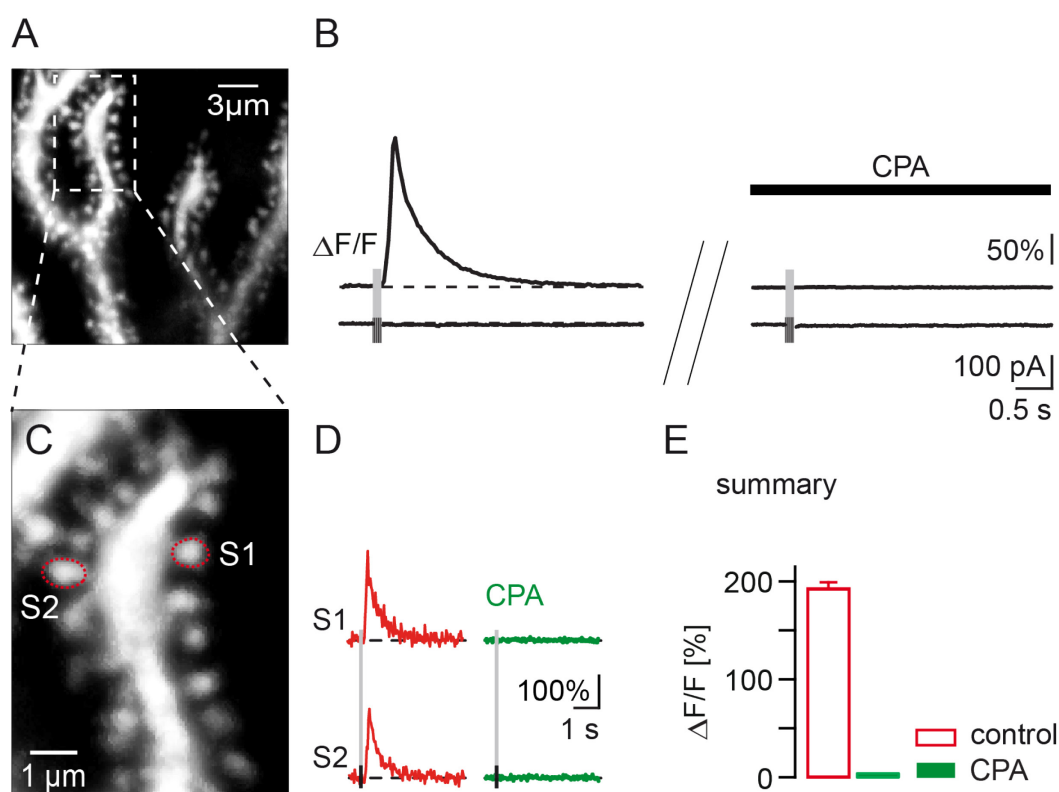 A
3μm
B
ΔF/F
CPA
50%
100 pA
0.5 s
C
S1
S2
1 μm
D
S1
CPA
100%
1 s
S2
E
summary
ΔF/F [%]
200
100
0
control
CPA